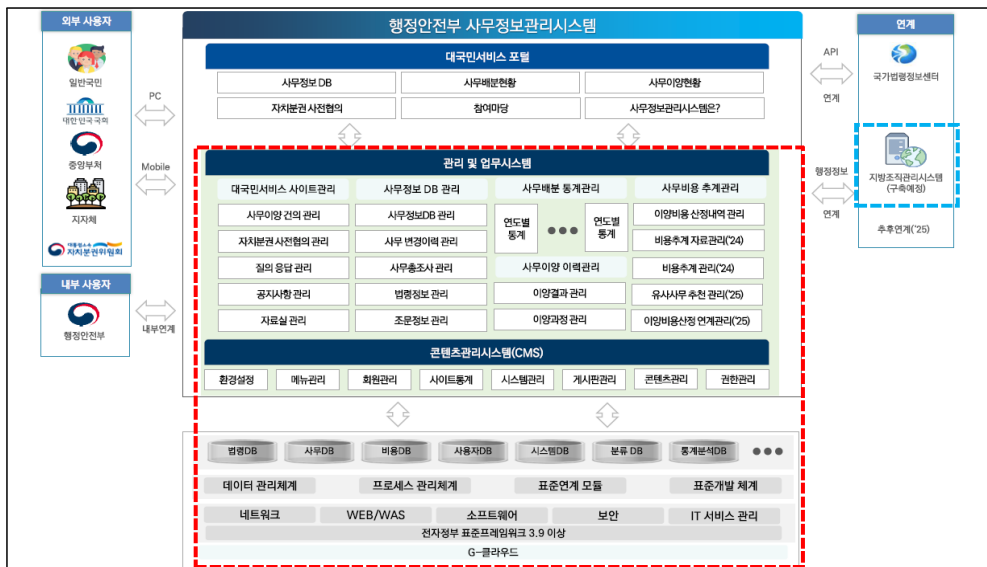 외부 사용자
일반국민
대한민국 국회
중앙부처
지자체
대통령소속
자치분권위원회
내부 사용자
행정안전부
PC
Mobile
내부연계
행정안전부 사무정보관리시스템
대국민서비스 포털
사무정보 DB
사무배분현황
사무이양현황
자치분권 사전협의
참여마당
사무정보관리시스템은?
관리 및 업무시스템
대국민서비스 사이트관리
사무정보 DB 관리
사무배분 통계관리
사무비용 추계관리
사무이양 건의 관리
사무정보DB 관리
연도별
통계
연도별
통계
이양비용 산정내역 관리
자치분권 사전협의 관리
사무 변경이력 관리
비용추계 자료관리('24)
질의 응답 관리
사무총조사 관리
사무이양 이력관리
비용추계 관리('24)
공지사항 관리
법령정보 관리
이양결과 관리
유사사무 추천 관리('25)
자료실 관리
조문정보 관리
이양과정 관리
이양비용산정 연계관리('25)
콘텐츠관리시스템(CMS)
환경설정
메뉴관리
회원관리
사이트통계
시스템관리
게시판관리
콘텐츠관리
권한관리
법령DB
사무DB
비용DB
사용자DB
시스템DB
분류 DB
통계분석DB
데이터 관리체계
프로세스 관리체계
표준연계 모듈
표준개발 체계
네트워크
WEB/WAS
소프트웨어
보안
IT 서비스 관리
전자정부 표준프레임워크 3.9 이상
G-클라우드
API
연계
행정정보
연계
연계
국가법령정보센터
지방조직관리시스템
(구축예정)
추후연계('25)